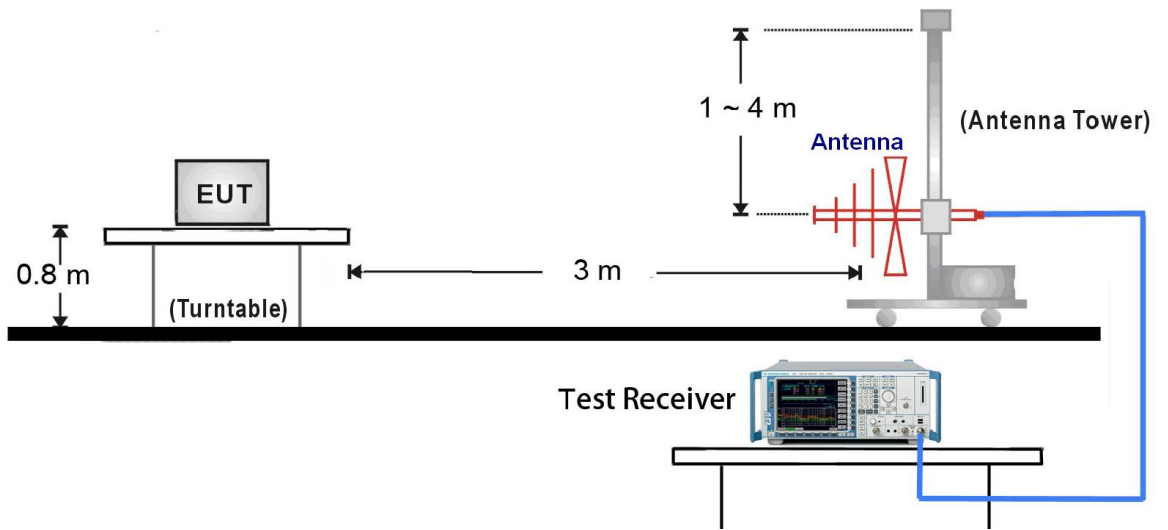 1 ~ 4 m
(Antenna Tower)
Antenna
EUT
0.8 m
3 m
(Turntable)
Test Receiver